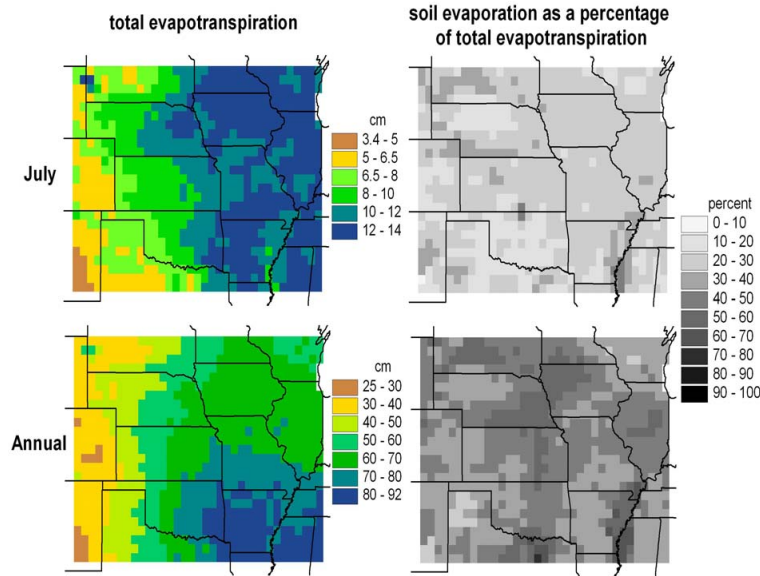 total evapotranspiration
soil evaporation as a percentage
of total evapotranspiration
July
cm
3.4 - 5
5 - 6.5
6.5 - 8
8 - 10
10 - 12
12 - 14
percent
0 - 10
10 - 20
20 - 30
30 - 40
40 - 50
50 - 60
60 - 70
70 - 80
80 - 90
90 - 100
Annual
cm
25 - 30
30 - 40
40 - 50
50 - 60
60 - 70
70 - 80
80 - 92